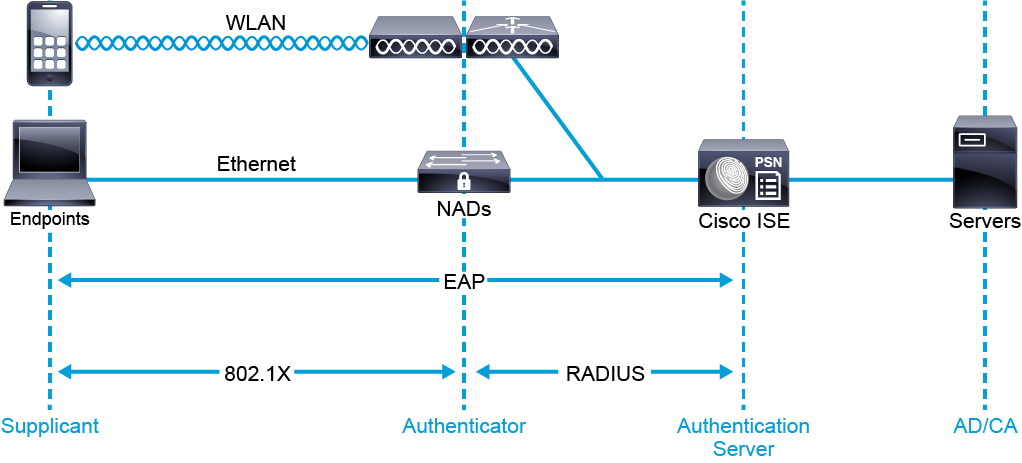 WLAN
Ethernet
PSN
Endpoints
NADs
Cisco ISE
Servers
EAP
802.1X
RADIUS
Supplicant
Authenticator
Authentication
Server
AD/CA